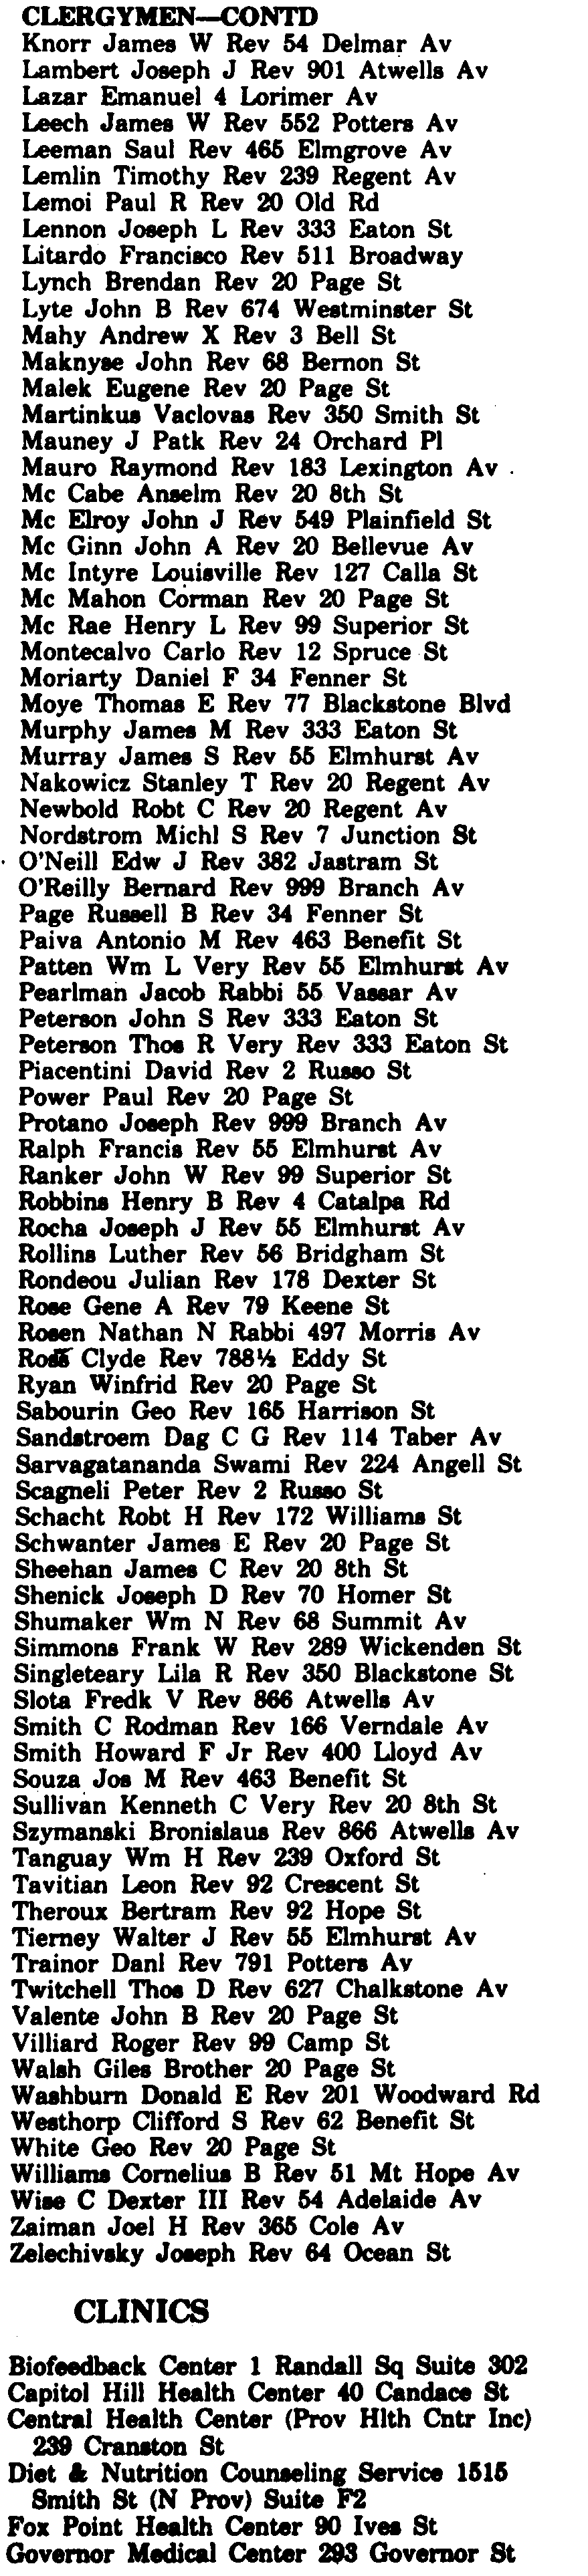 CLERGYMEN—CONTD
Knorr James W Rev 54 Delmar Av
Lambert Joseph J Rev 901 Atwells Av
Lazar Emanuel 4 Lorimer Av
Leech James W Rev 552 Potters Av
Leeman Saul Rev 465 Elmgrove Av
Lemlin Timothy Rev 239 Regent Av
Lemoi Paul R Rev 20 Old Rd
Lennon Joseph L Rev 333 Eaton St
Litardo Francisco Rev 511 Broadway
Lynch Brendan Rev 20 Page St
Lyte John B Rev 674 Westminster St
Mahy Andrew X Rev 3 Bell St
Maknyse John Rev 68 Bernon St
Malek Eugene Rev 20 Page St
Martinkus Vaclovas Rev 350 Smith St
Mauney J Patk Rev 24 Orchard Pl
Mauro Raymond Rev 183 Lexington Av
Mc Cabe Anselm Rev 20 8th St
Mc Elroy John J Rev 549 Plainfield St
Mc Ginn John A Rev 20 Bellevue Av
Mc Intyre Louisville Rev 127 Calla St
Mc Mahon Corman Rev 20 Page St
Mc Rae Henry L Rev 99 Superior St
Montecalvo Carlo Rev 12 Spruce St
Moriarty Daniel F 34 Fenner St
Moye Thomas E Rev 77 Blackstone Blvd
Murphy James M Rev 333 Eaton St
Murray James S Rev 55 Elmhurst Av
Nakowicz Stanley T Rev 20 Regent Av
Newbold Robt C Rev 20 Regent Av
Nordstrom Michl S Rev 7 Junction St
O'Neill Edw J Rev 382 Jastram St
O'Reilly Bernard Rev 999 Branch Av
Page Russell B Rev 34 Fenner St
Paiva Antonio M Rev 463 Benefit St
Patten Wm L Very Rev 55 Elmhurst Av
Pearlman Jacob Rabbi 55 Vassar Av
Peterson John S Rev 333 Eaton St
Peterson Thos R Very Rev 333 Eaton St
Piacentini David Rev 2 Russo St
Power Paul Rev 20 Page St
Protano Joseph Rev 999 Branch Av
Ralph Francis Rev 55 Elmhurst Av
Ranker John W Rev 99 Superior St
Robbins Henry B Rev 4 Catalpa Rd
Rocha Joseph J Rev 55 Elmhurst Av
Rollins Luther Rev 56 Bridgham St
Rondeou Julian Rev 178 Dexter St
Rose Gene A Rev 79 Keene St
Rosen Nathan N Rabbi 497 Morris Av
Ross Clyde Rev 788½ Eddy St
Ryan Winfrid Rev 20 Page St
Sabourin Geo Rev 165 Harrison St
Sandstroem Dag C G Rev 114 Taber Av
Sarvagatananda Swami Rev 224 Angell St
Scagneli Peter Rev 2 Russo St
Schacht Robt H Rev 172 Williams St
Schwanter James E Rev 20 Page St
Sheehan James C Rev 20 8th St
Shenick Joseph D Rev 70 Homer St
Shumaker Wm N Rev 68 Summit Av
Simmons Frank W Rev 289 Wickenden St
Singleteary Lila R Rev 350 Blackstone St
Slota Fredk V Rev 866 Atwells Av
Smith C Rodman Rev 166 Verndale Av
Smith Howard F Jr Rev 400 Lloyd Av
Souza Jos M Rev 463 Benefit St
Sullivan Kenneth C Very Rev 20 8th St
Szymanski Bronislaus Rev 866 Atwells Av
Tanguay Wm H Rev 239 Oxford St
Tavitian Leon Rev 92 Crescent St
Theroux Bertram Rev 92 Hope St
Tierney Walter J Rev 55 Elmhurst Av
Trainor Danl Rev 791 Potters Av
Twitchell Thos D Rev 627 Chalkstone Av
Valente John B Rev 20 Page St
Villiard Roger Rev 99 Camp St
Walsh Giles Brother 20 Page St
Washburn Donald E Rev 201 Woodward Rd
Westhorp Clifford S Rev 62 Benefit St
White Geo Rev 20 Page St
Williams Cornelius B Rev 51 Mt Hope Av
Wise C Dexter III Rev 54 Adelaide Av
Zaiman Joel H Rev 365 Cole Av
Zelechivsky Joseph Rev 64 Ocean St
CLINICS
Biofeedback Center 1 Randall Sq Suite 302
Capitol Hill Health Center 40 Candace St
Central Health Center (Prov Hlth Cntr Inc)
239 Cranston St
Diet & Nutrition Counseling Service 1515
Smith St (N Prov) Suite F2
Fox Point Health Center 90 Ives St
Governor Medical Center 293 Governor St